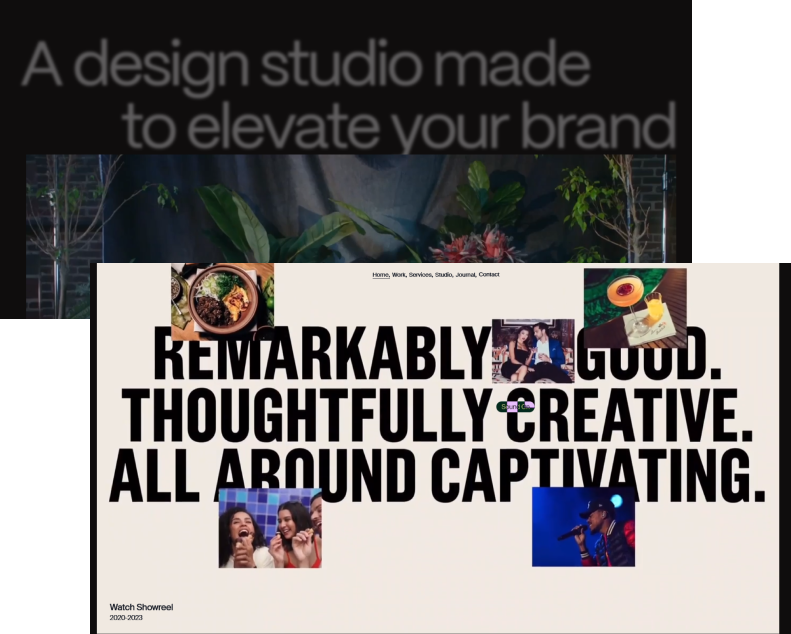 A design studio made
to elevate your brand
Home, Work, Services, Studio, Journal, Contact
REMARKABLY GOOD.
THOUGHTFULLY CREATIVE.
ALL AROUND CAPTIVATING.
Watch Showreel
2020-2023